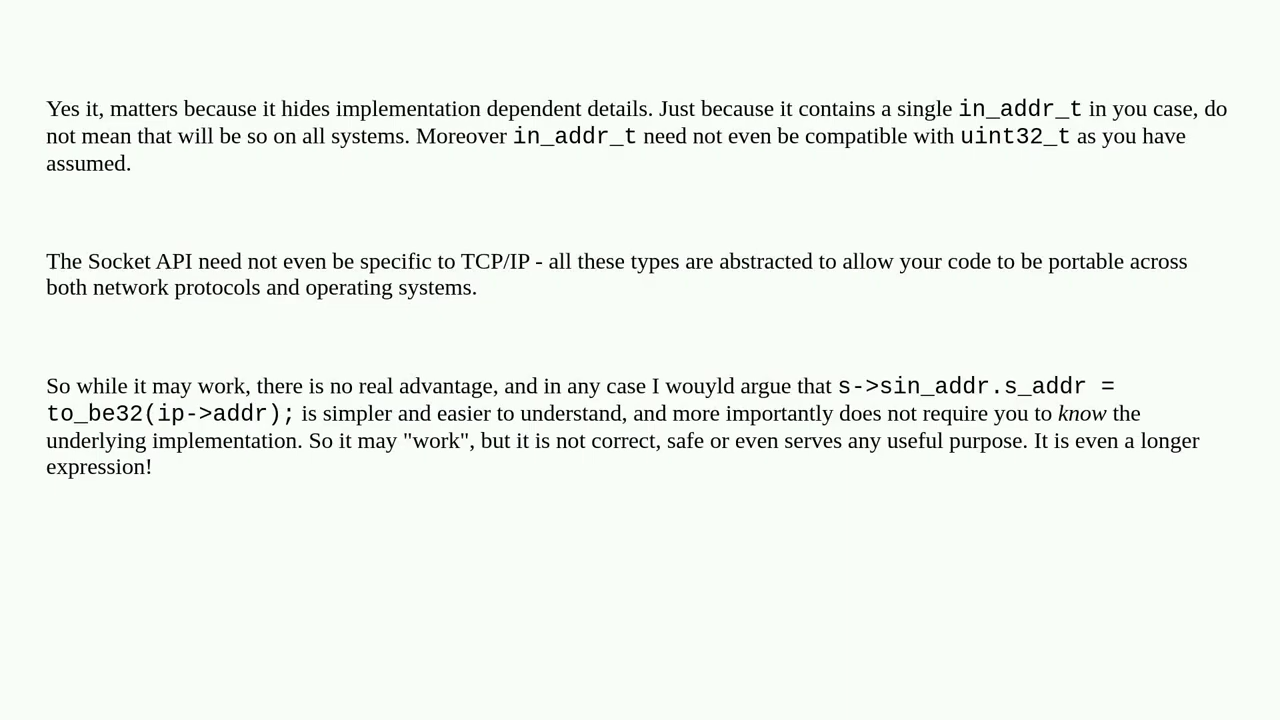 Yes it, matters because it hides implementation dependent details. Just because it contains a single in_addr_t in you case, do
not mean that will be so on all systems. Moreover in_addr_t need not even be compatible with uint32_t as you have
assumed.
The Socket API need not even be specific to TCP/IP - all these types are abstracted to allow your code to be portable across
both network protocols and operating systems.
So while it may work, there is no real advantage, and in any case I wouyld argue that s->sin_addr.s_addr =
to_be32(ip->addr); is simpler and easier to understand, and more importantly does not require you to know the
underlying implementation. So it may "work", but it is not correct, safe or even serves any useful purpose. It is even a longer
expression!